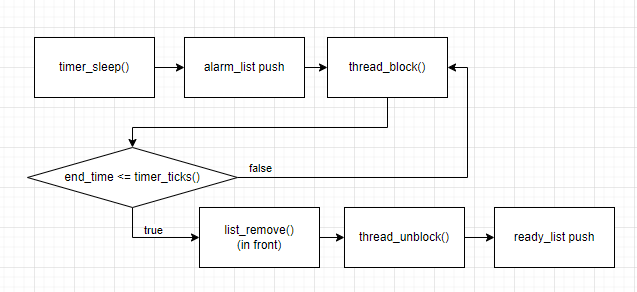 timer_sleep()
alarm_list push
thread_block()
end_time <= timer_ticks()
false
true
list_remove()
(in front)
thread_unblock()
ready_list push